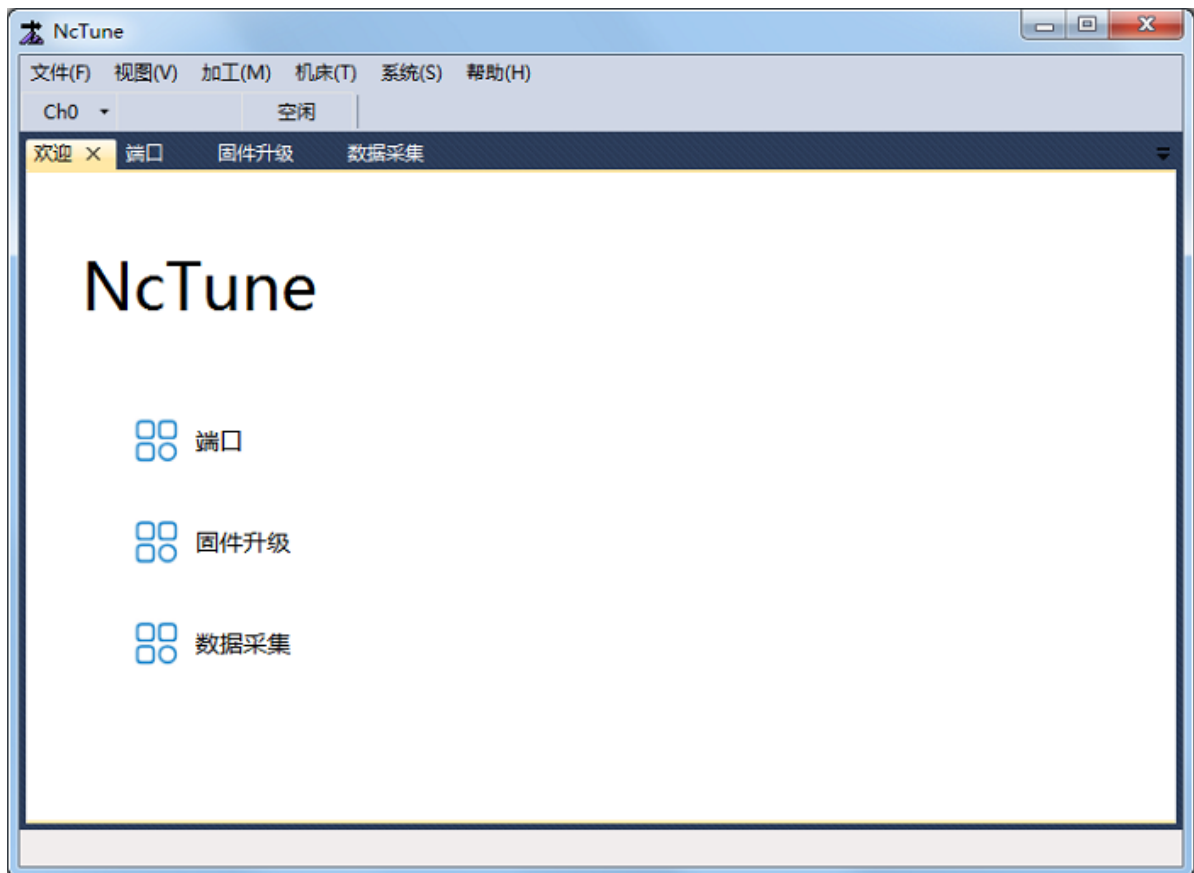 NcTune
文件(F) 视图(V) 加工(M) 机床(T) 系统(S) 帮助(H)
Ch0 空闲
欢迎 端口 固件升级 数据采集
NcTune
端口
固件升级
数据采集